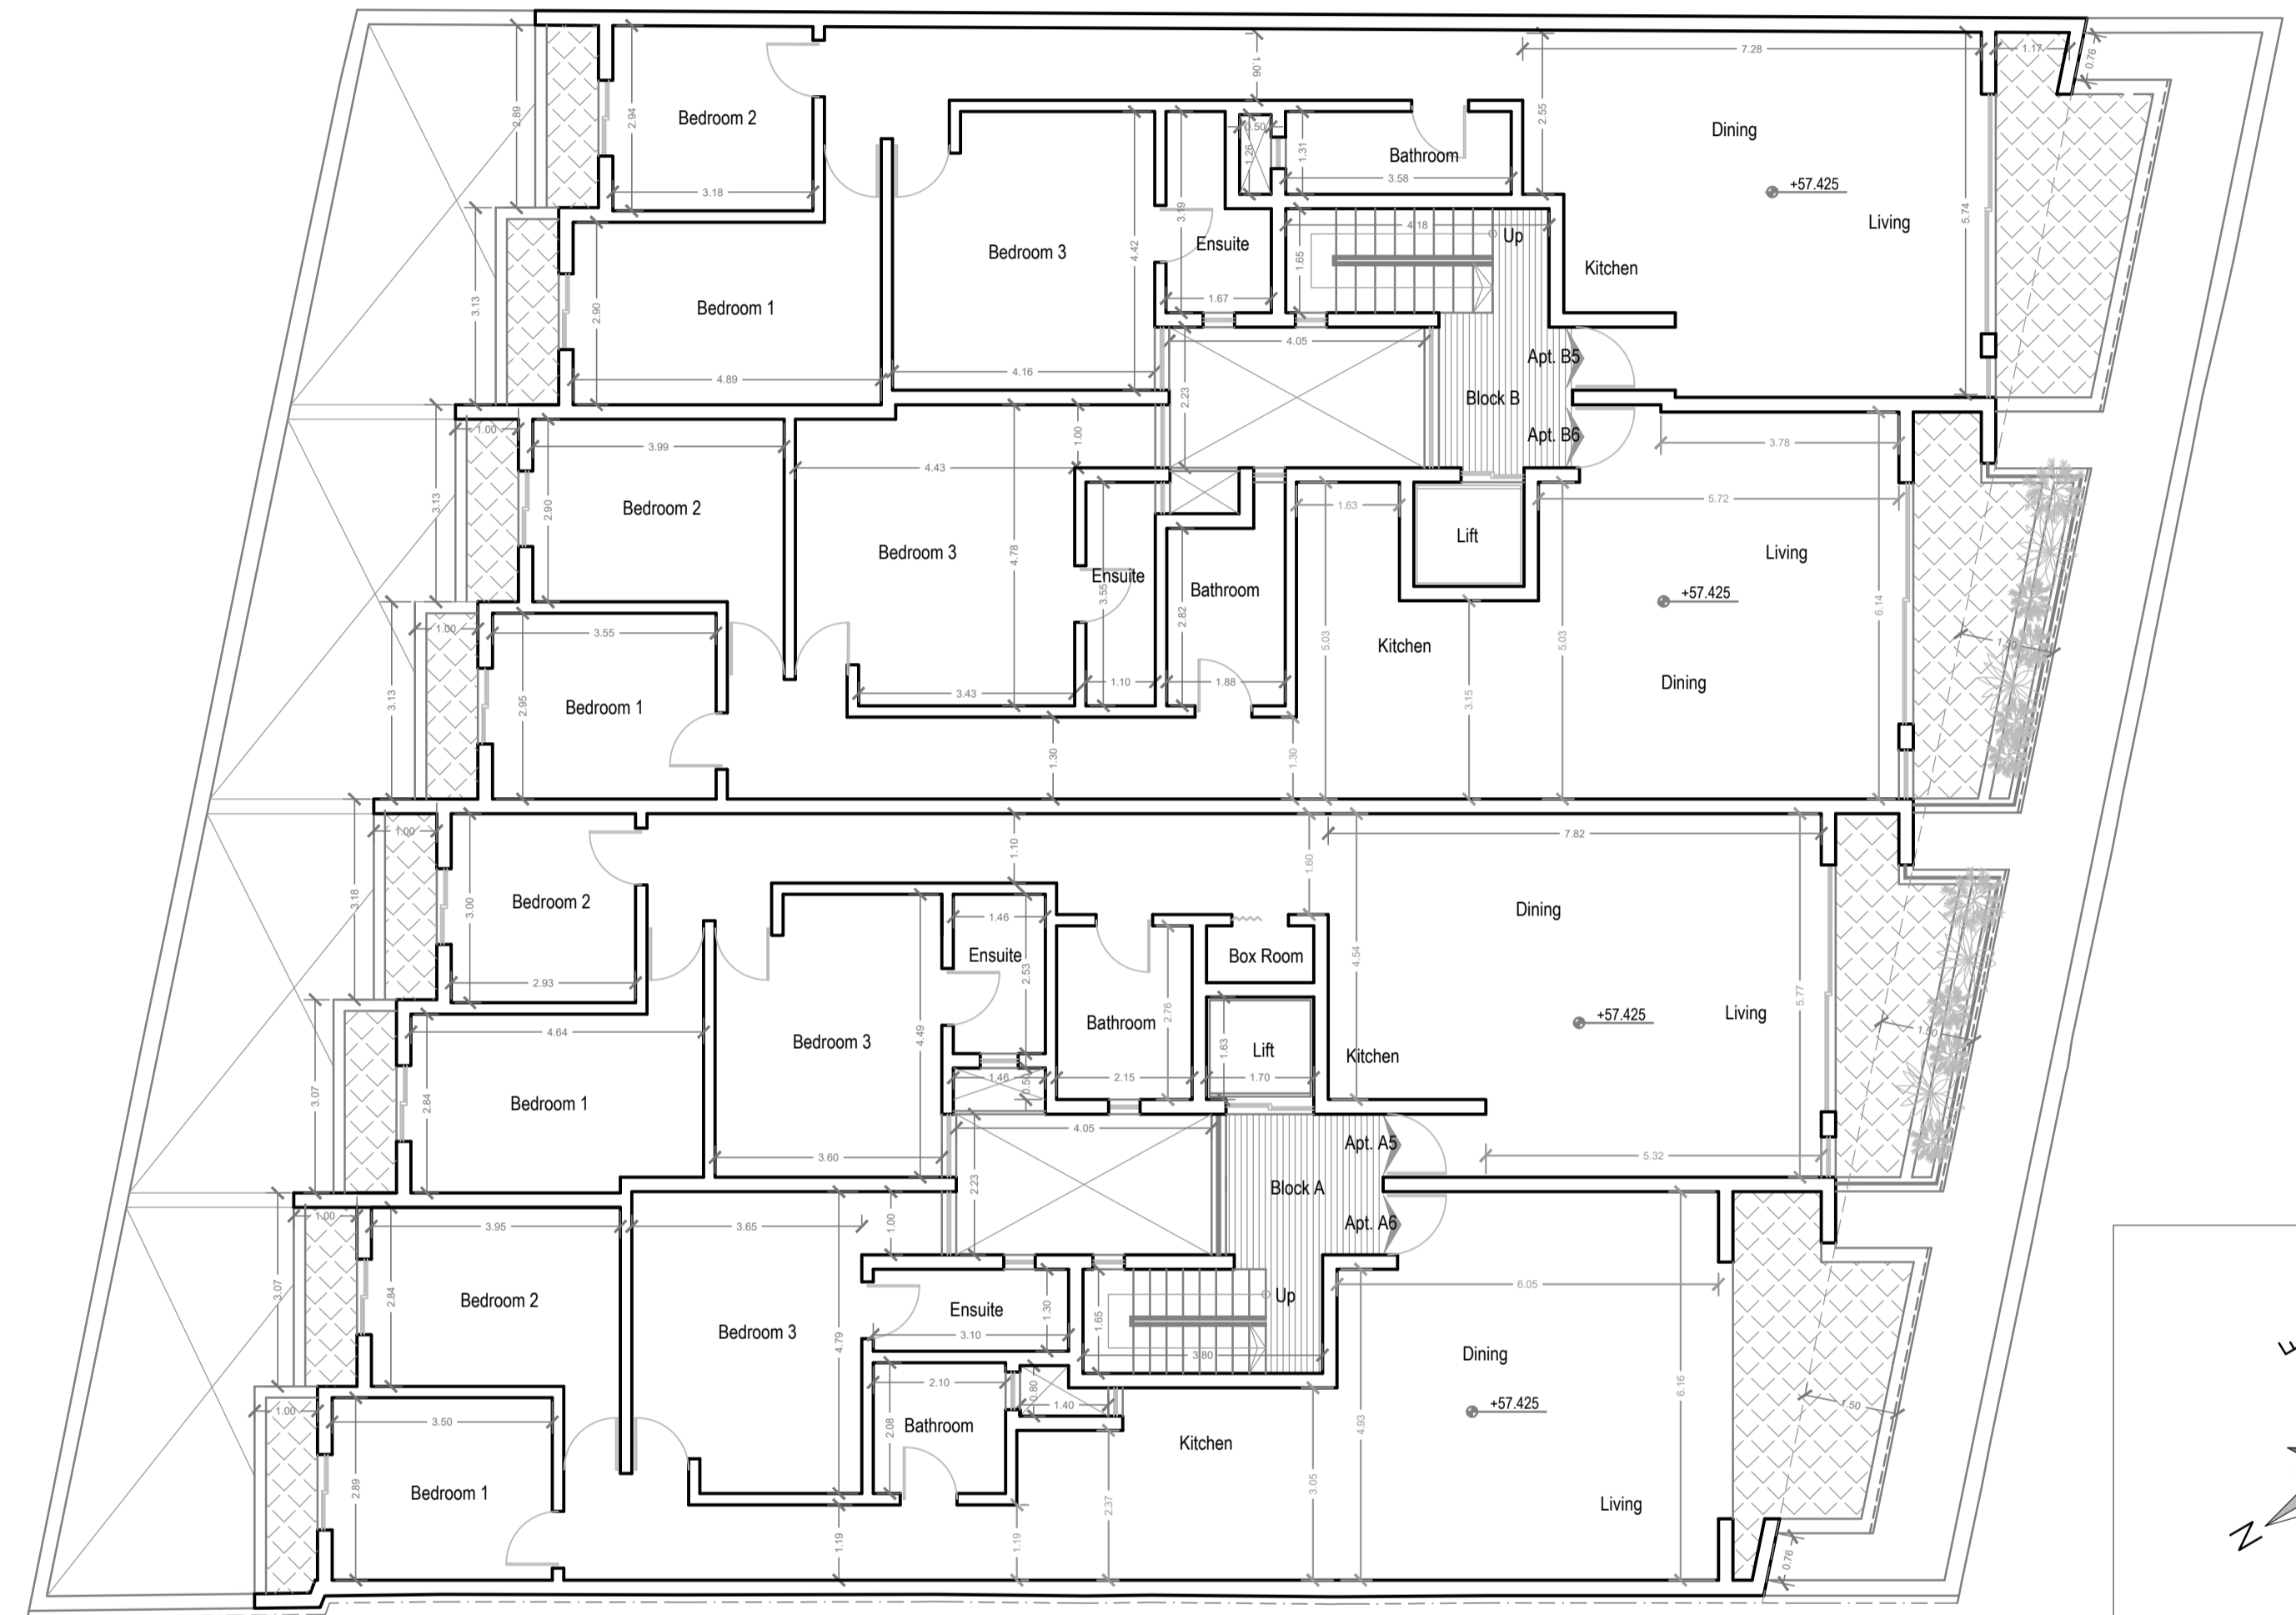 7.28
1.17
0.76
1.06
2.55
2.89
2.94
Bedroom 2
Dining
0.50
1.26
1.31
Bathroom
3.58
3.18
+57.425
3.19
5.74
Living
4.18
Up
Ensuite
4.42
Bedroom 3
1.65
Kitchen
3.13
2.90
Bedroom 1
1.67
4.05
Apt. B5
4.89
4.16
2.23
Block B
1.00
3.99
1.00
Apt. B6
3.78
4.43
3.13
2.90
Bedroom 2
1.63
5.72
Lift
Bedroom 3
4.78
Living
Ensuite
3.55
Bathroom
+57.425
6.14
2.82
1.00
3.55
5.03
Kitchen
5.03
1.50
3.13
2.95
Bedroom 1
3.43
1.10
1.88
3.15
Dining
1.30
1.30
1.00
1.10
1.60
7.82
3.18
3.00
Bedroom 2
1.46
Dining
Ensuite
2.53
Box Room
4.54
2.93
5.77
2.76
+57.425
Living
Bathroom
4.64
4.49
Bedroom 3
1.63
Lift
Kitchen
1.50
3.07
2.84
Bedroom 1
1.46
0.50
2.15
1.70
4.05
Apt. A5
3.60
5.32
2.23
Block A
1.00
3.95
3.65
1.00
Apt. A6
3.07
2.84
Bedroom 2
6.05
Up
Ensuite
1.30
1.65
3.10
Bedroom 3
4.79
3.80
Dining
6.16
2.10
0.80
1.40
+57.425
1.50
1.00
3.50
2.08
Bathroom
4.93
Kitchen
2.89
Bedroom 1
3.05
2.37
Living
1.19
1.19
0.76
N